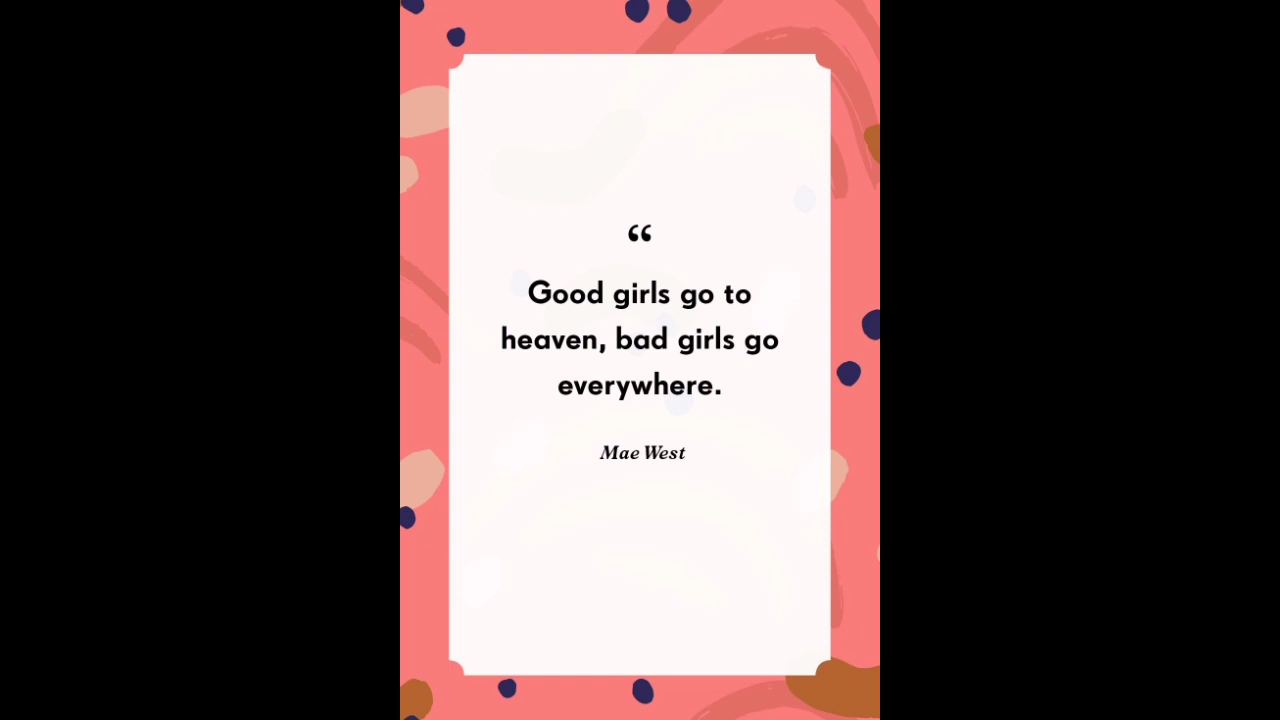 “
Good girls go to
heaven, bad girls go
everywhere.
Mae West